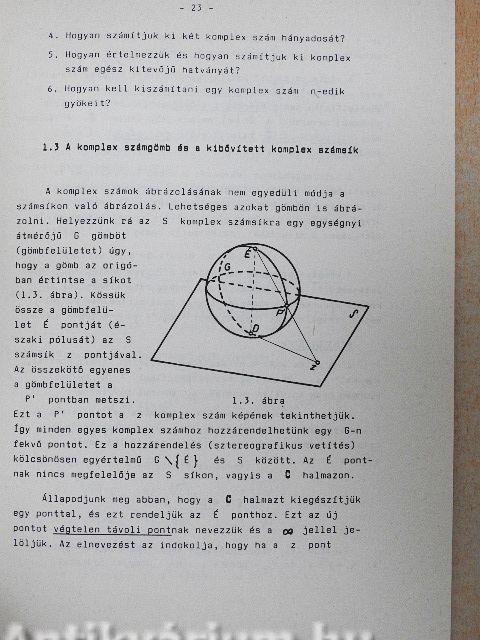 - 23 -
4. Hogyan számítjuk ki két komplex szám hányadosát?
5. Hogyan értelmezzük és hogyan számítjuk ki komplex
szám egész kitevőjű hatványát?
6. Hogyan kell kiszámítani egy komplex szám n-edik
gyökeit?
1.3 A komplex számgömb és a kibővített komplex számsík
A komplex számok ábrázolásának nem egyedüli módja a
számsíkon való ábrázolás. Lehetséges azokat gömbön is ábrá-
zolni. Helyezzünk rá az S komplex számsíkra egy egységnyi
átmérőjű G gömböt
(gömbfelületet) úgy,
hogy a gömb az origó-
ban érintse a síkot
(1.3. ábra). Kössük
össze a gömbfelü-
let É pontját (é-
szaki pólusát) az S
számsík z pontjával.
Az összekötő egyenes
a gömbfelületet a
P' pontban metszi.
É
G
P'
O
S
z
1.3. ábra
Ezt a P' pontot a z komplex szám képének tekinthetjük.
Így minden egyes komplex számhoz hozzárendelhetünk egy G-n
fekvő pontot. Ez a hozzárendelés (sztereografikus vetítés)
kölcsönösen egyértelmű G \ {É} és S között. Az É pont-
nak nincs megfelelője az S síkon, vagyis a C halmazon.
Állapodjunk meg abban, hogy a C halmazt kiegészítjük
egy ponttal, és ezt rendeljük az É ponthoz. Ezt az új
pontot végtelen távoli pontnak nevezzük és a ∞ jellel je-
löljük. Az elnevezést az indokolja, hogy ha a z pont
Antikvárium.hu